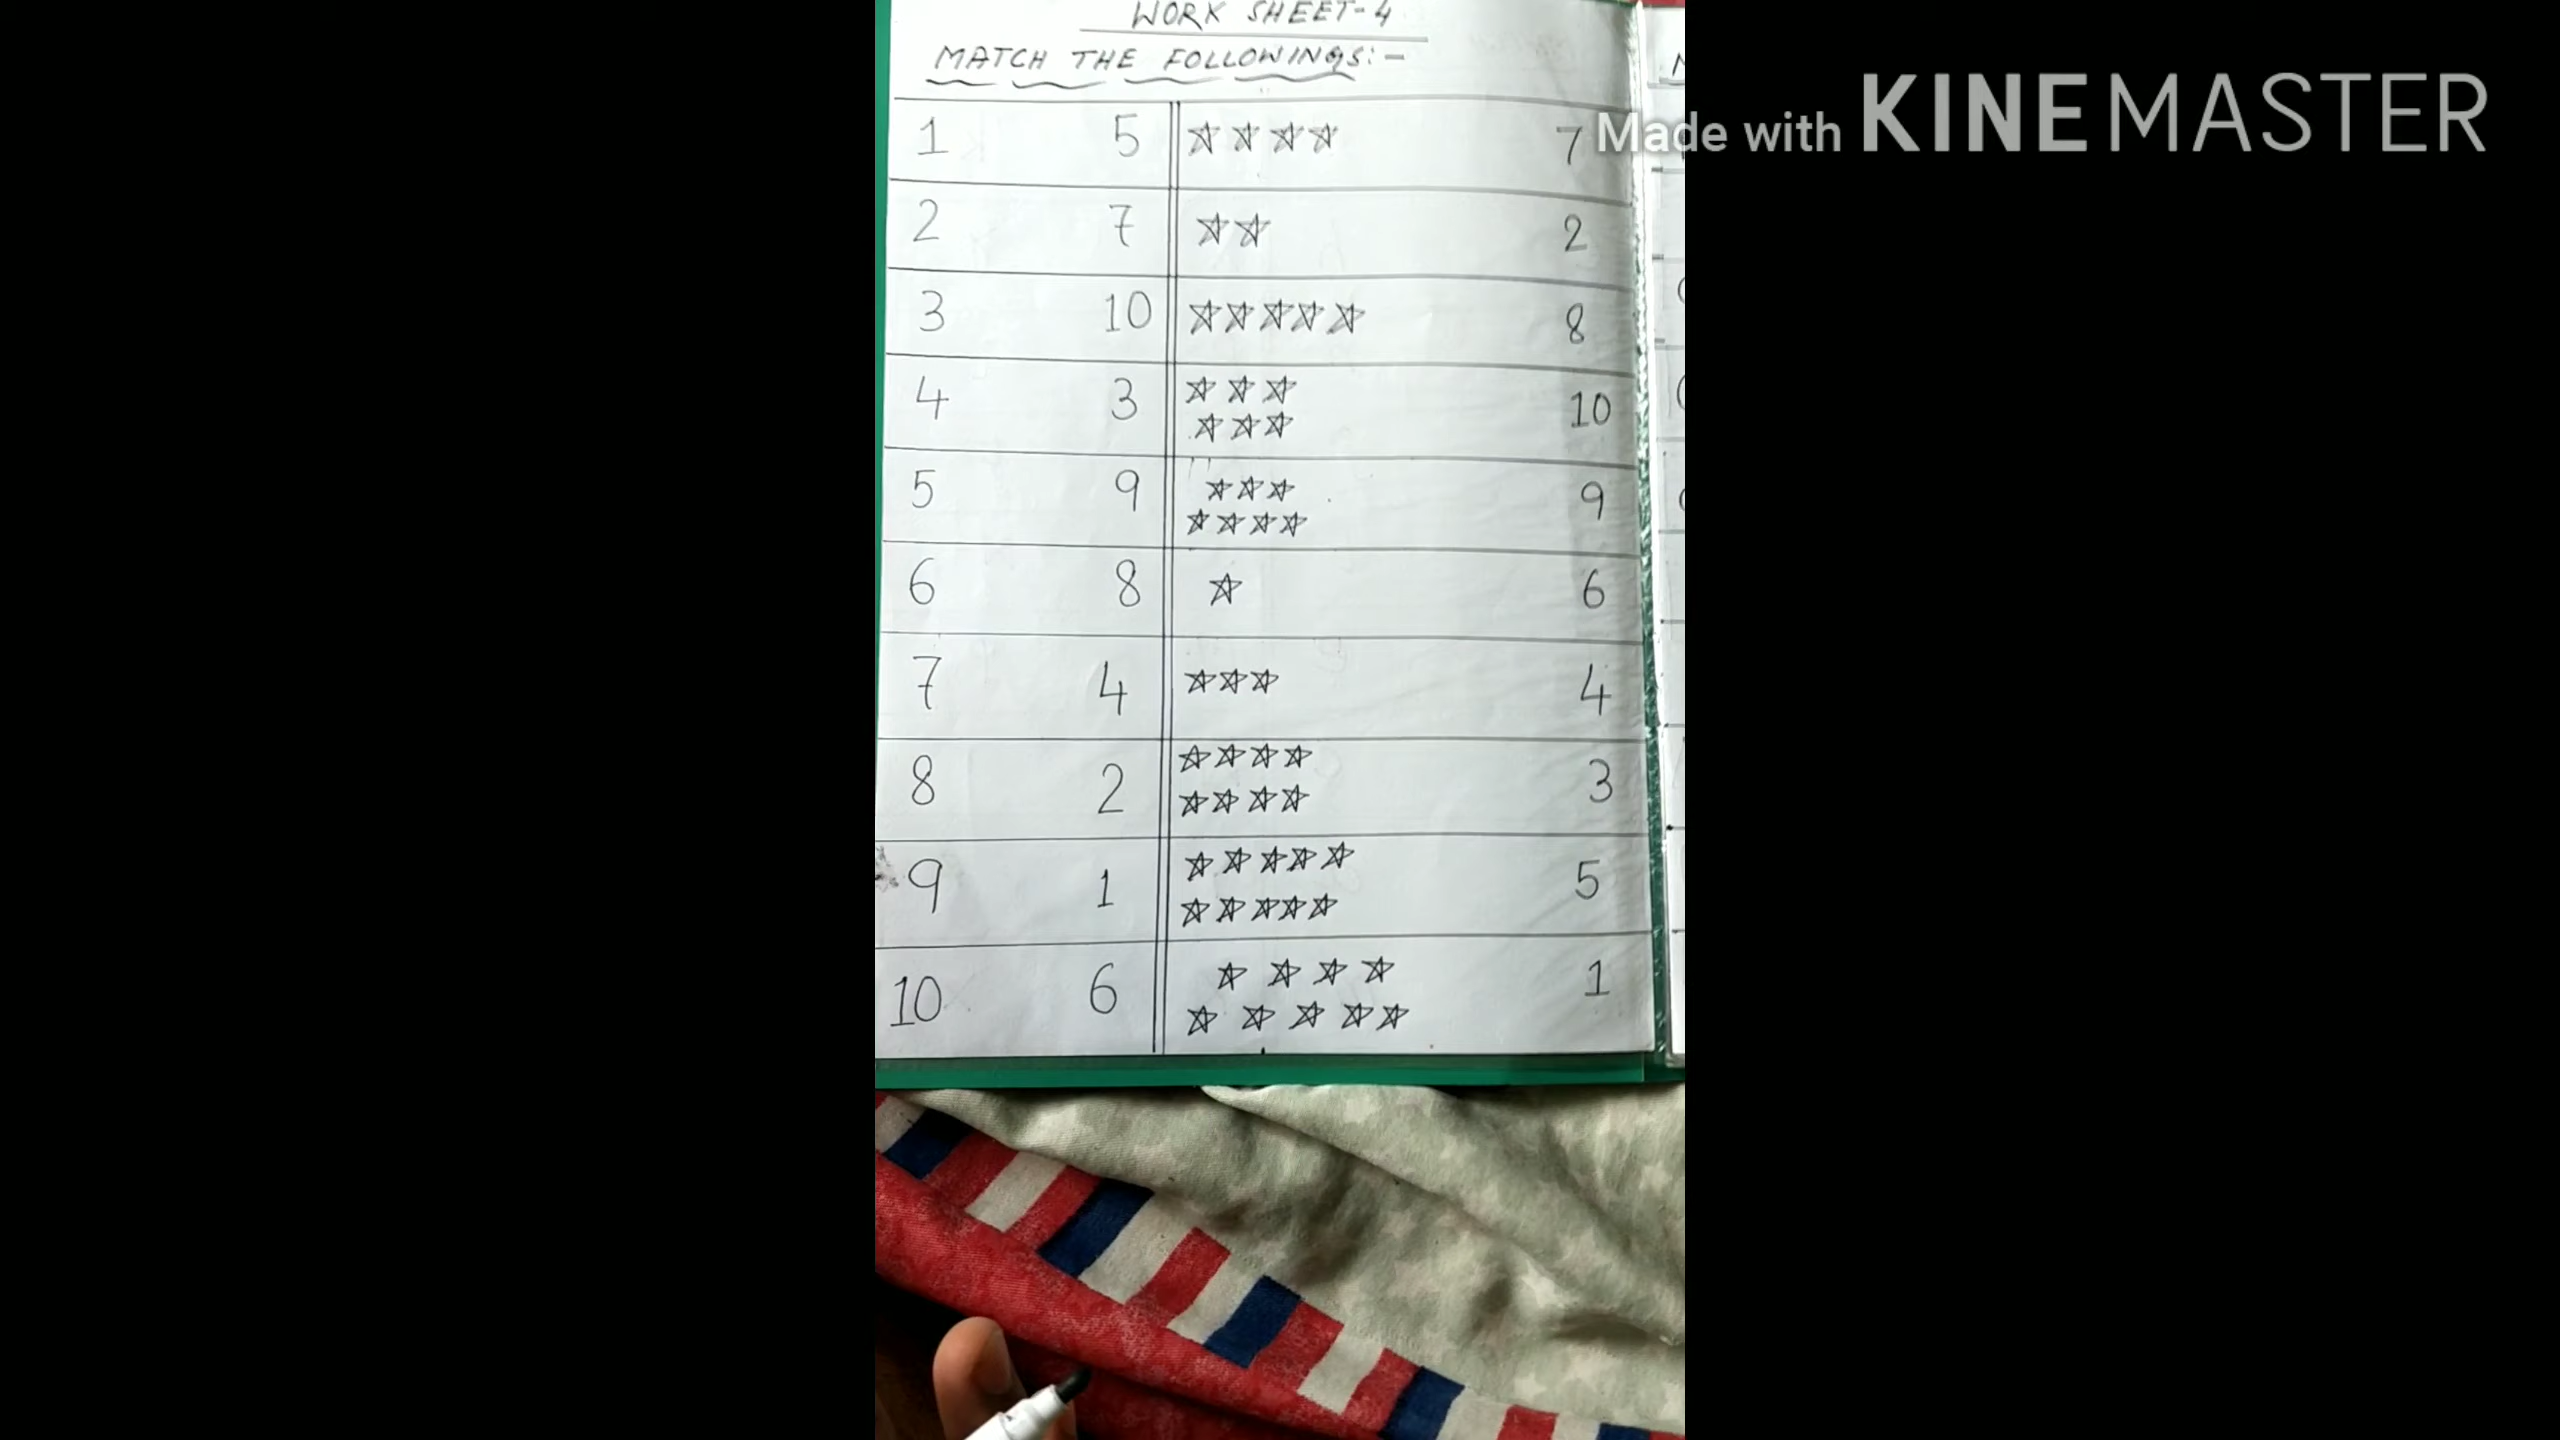 WORK SHEET-4
MATCH THE FOLLOWINGS:-
Made with KINEMASTER
1 5 7
2 7 2
3 10 8
4 3 10
5 9 9
6 8 6
7 4 4
8 2 3
9 1 5
10 6 1